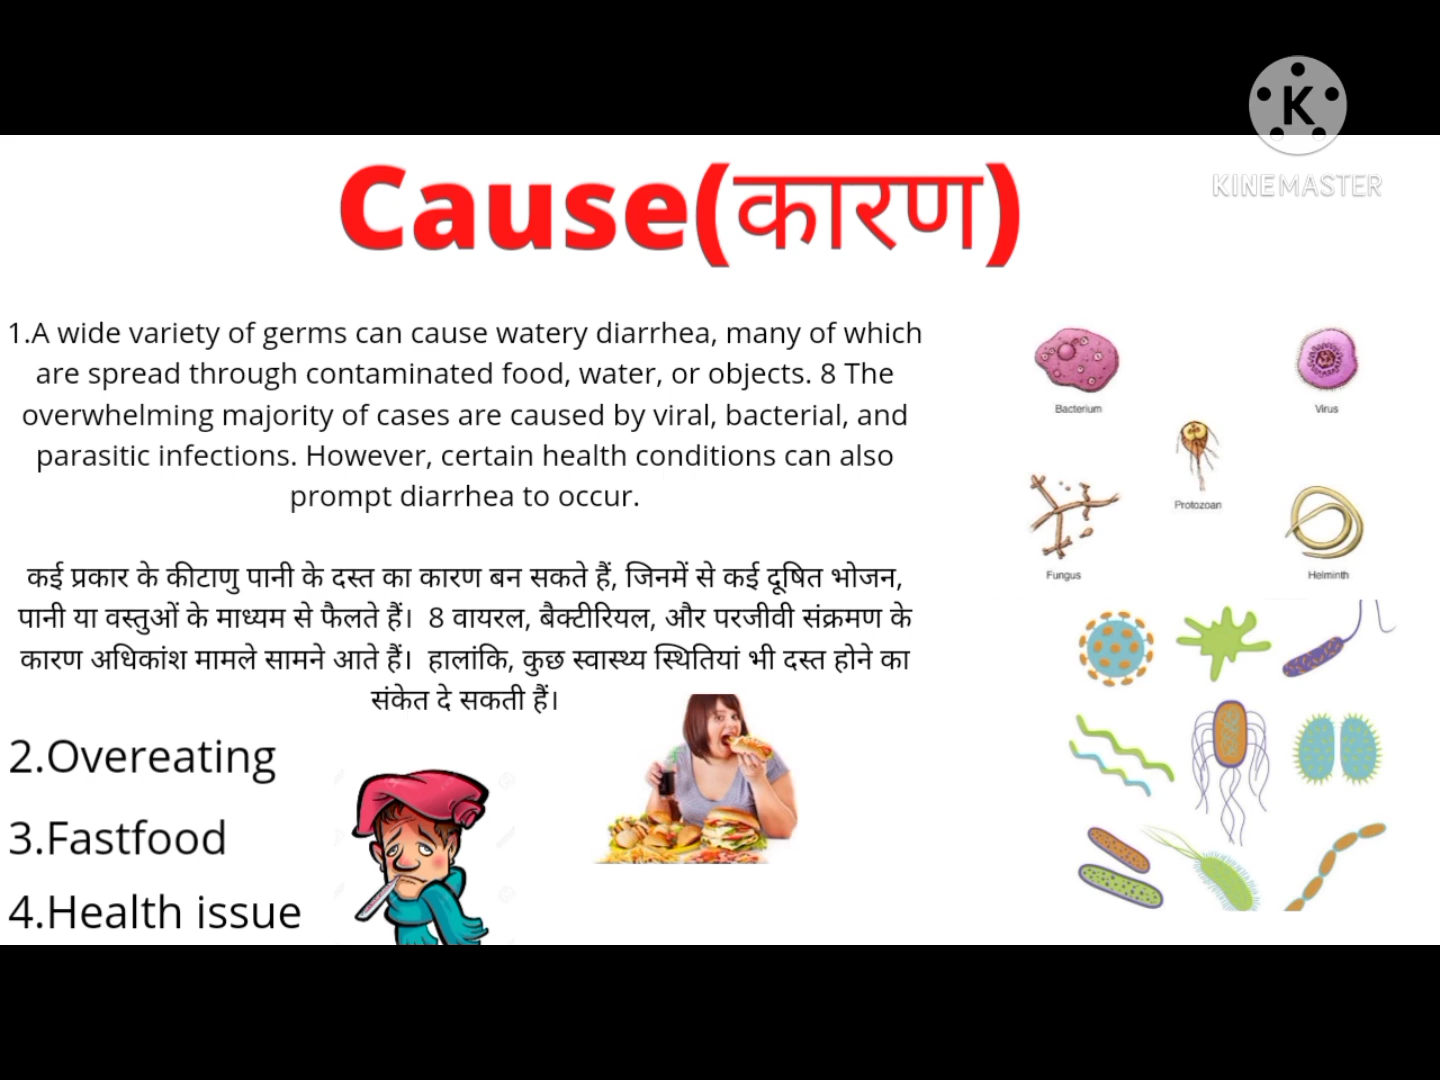 KINEMASTER
Cause(कारण)
1.A wide variety of germs can cause watery diarrhea, many of which
are spread through contaminated food, water, or objects. 8 The
overwhelming majority of cases are caused by viral, bacterial, and
parasitic infections. However, certain health conditions can also
prompt diarrhea to occur.
कई प्रकार के कीटाणु पानी के दस्त का कारण बन सकते हैं, जिनमें से कई दूषित भोजन,
पानी या वस्तुओं के माध्यम से फैलते हैं। 8 वायरल, बैक्टीरियल, और परजीवी संक्रमण के
कारण अधिकांश मामले सामने आते हैं। हालांकि, कुछ स्वास्थ्य स्थितियां भी दस्त होने का
संकेत दे सकती हैं।
2.Overeating
3.Fastfood
4.Health issue
Bacterium
Virus
Protozoan
Fungus
Helminth